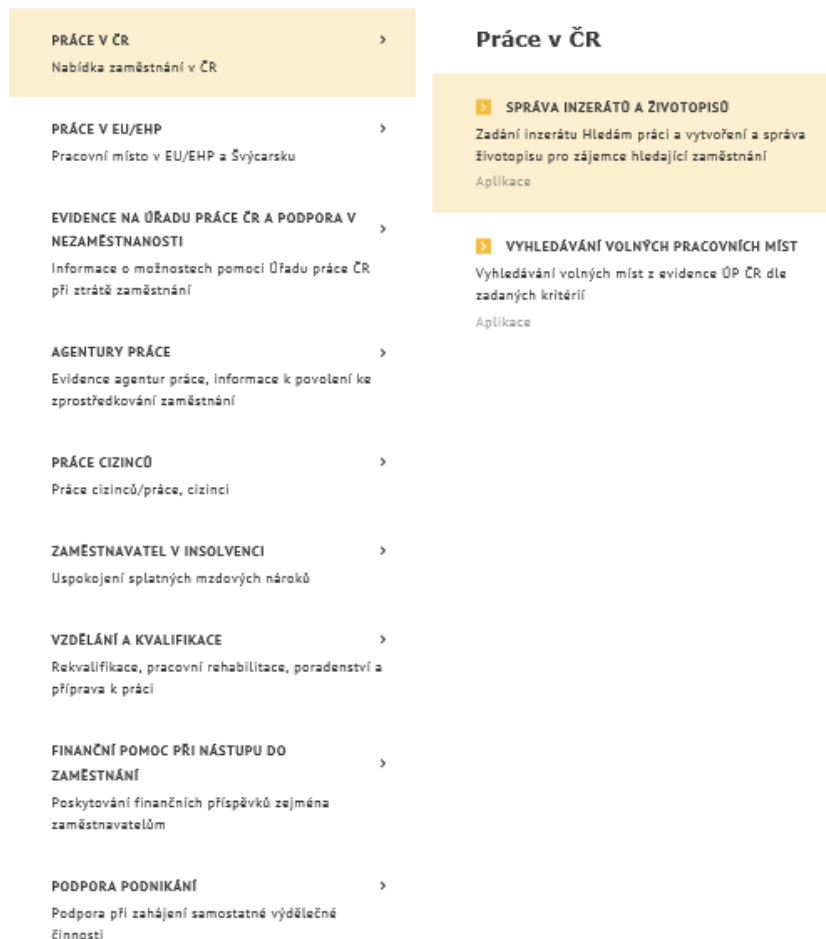 PRÁCE V ČR
Nabídka zaměstnání v ČR
PRÁCE V EU/EHP
Pracovní místo v EU/EHP a Švýcarsku
EVIDENCE NA ÚŘADU PRÁCE ČR A PODPORA V
NEZAMĚSTNANOSTI
Informace o možnostech pomoci Úřadu práce ČR
při ztrátě zaměstnání
AGENTURY PRÁCE
Evidence agentur práce, informace k povolení ke
zprostředkování zaměstnání
PRÁCE CIZINCŮ
Práce cizinců/práce, cizinci
ZAMĚSTNAVATEL V INSOLVENCI
Uspokojení splatných mzdových nároků
VZDĚLÁNÍ A KVALIFIKACE
Rekvalifikace, pracovní rehabilitace, poradenství a
příprava k práci
FINANČNÍ POMOC PŘI NÁSTUPU DO
ZAMĚSTNÁNÍ
Poskytování finančních příspěvků zejména
zaměstnavatelům
PODPORA PODNIKÁNÍ
Podpora při zahájení samostatné výdělečné
činnosti
Práce v ČR
SPRÁVA INZERÁTŮ A ŽIVOTOPISŮ
Zadání inzerátu Hledám práci a vytvoření a správa
životopisu pro zájemce hledající zaměstnání
Aplikace
VYHLEDÁVÁNÍ VOLNÝCH PRACOVNÍCH MÍST
Vyhledávání volných míst z evidence ÚP ČR dle
zadaných kritérií
Aplikace